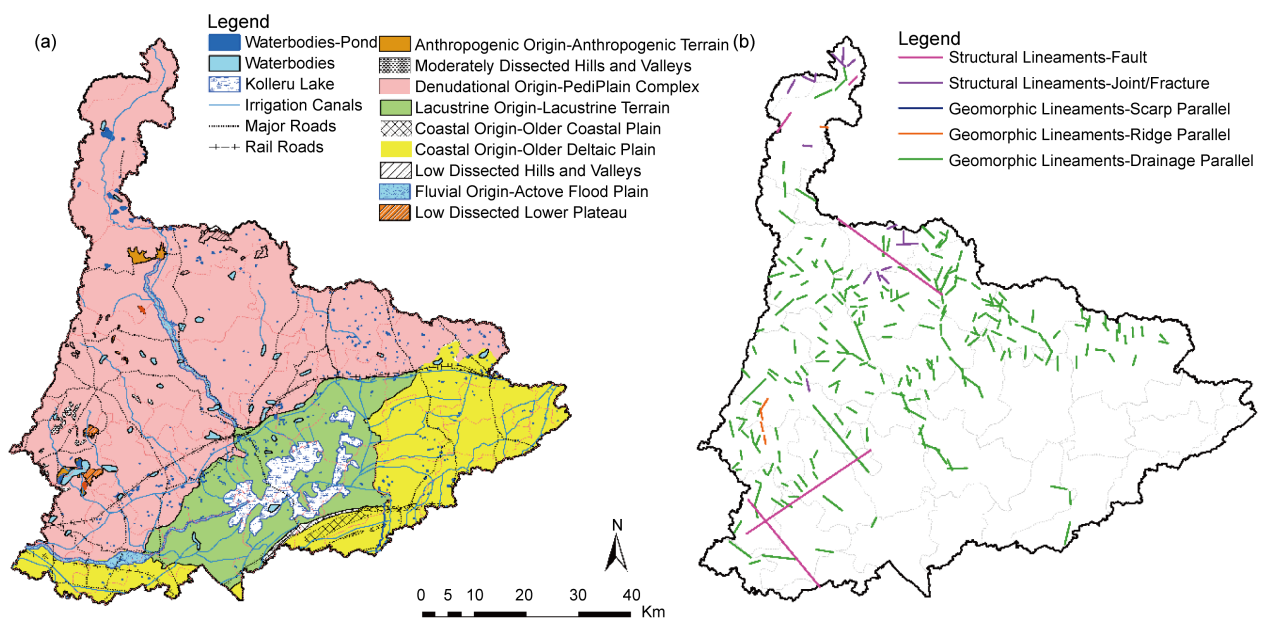 (a)
Legend
Waterbodies-Pond
Waterbodies
Kolleru Lake
Irrigation Canals
Major Roads
Rail Roads
Anthropogenic Origin-Anthropogenic Terrain
Moderately Dissected Hills and Valleys
Denudational Origin-PediPlain Complex
Lacustrine Origin-Lacustrine Terrain
Coastal Origin-Older Coastal Plain
Coastal Origin-Older Deltaic Plain
Low Dissected Hills and Valleys
Fluvial Origin-Actove Flood Plain
Low Dissected Lower Plateau
(b)
Legend
Structural Lineaments-Fault
Structural Lineaments-Joint/Fracture
Geomorphic Lineaments-Scarp Parallel
Geomorphic Lineaments-Ridge Parallel
Geomorphic Lineaments-Drainage Parallel
N
0 5 10 20 30 40
Km